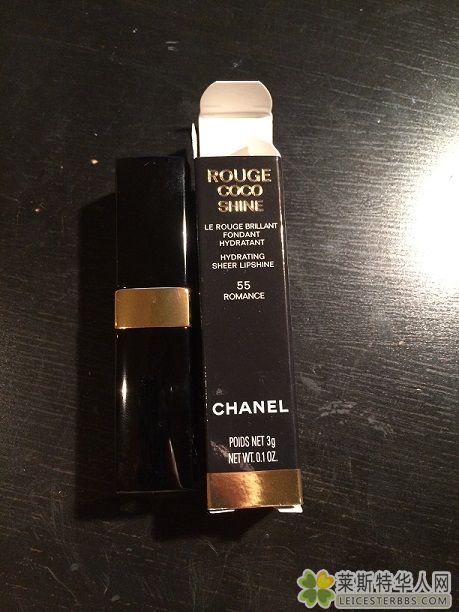 ROUGE
COCO
SHINE
LE ROUGE BRILLANT
FONDANT
HYDRATANT
HYDRATING
SHEER LIPSHINE
55
ROMANCE
CHANEL
POIDS NET 3g
NET WT. 0.1 OZ.
莱斯特华人网
LEICESTERBBS.COM